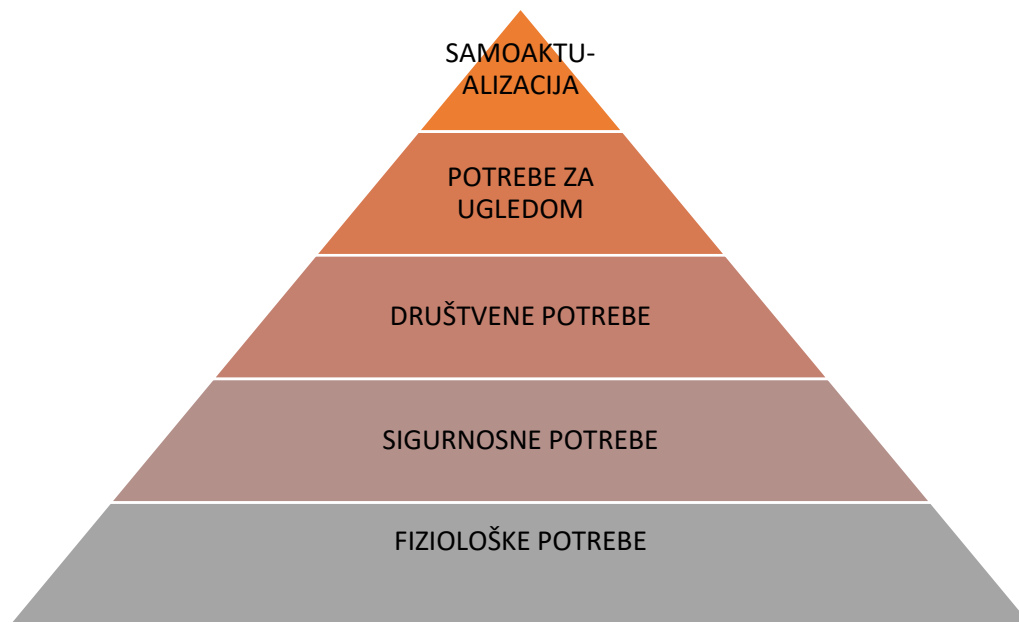 SAMOAKTU-
ALIZACIJA
POTREBE ZA
UGLEDOM
DRUŠTVENE POTREBE
SIGURNOSNE POTREBE
FIZIOLOŠKE POTREBE